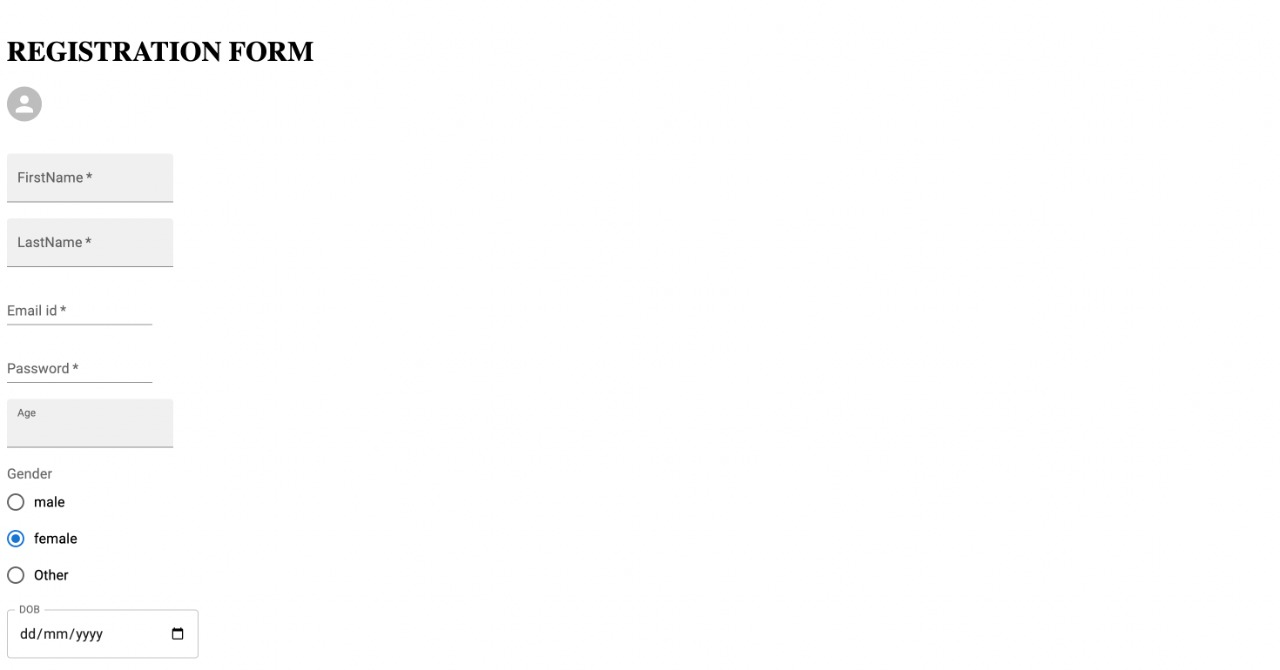 REGISTRATION FORM
FirstName *
LastName *
Email id *
Password *
Age
Gender
male
female
Other
DOB
dd/mm/yyyy